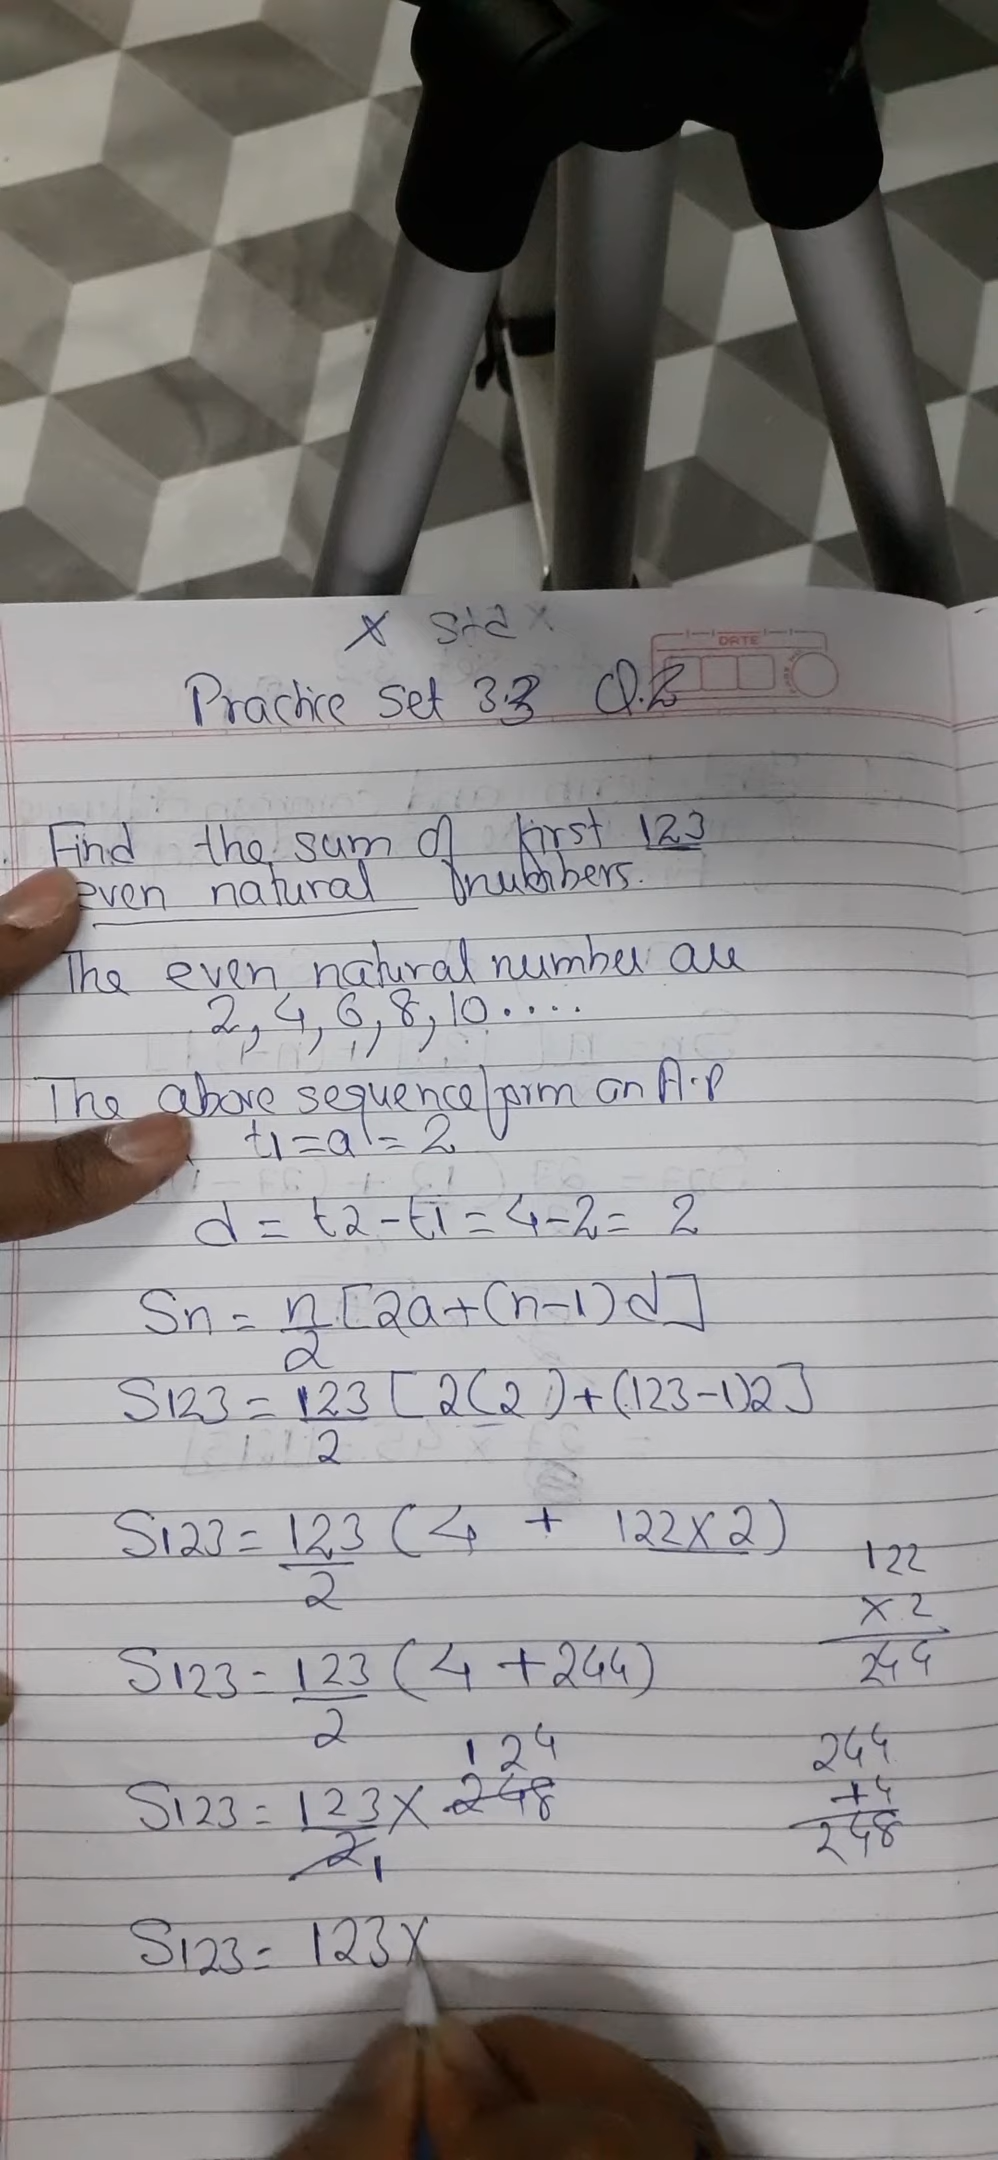 X Std
Practice Set 3.3 Q.2
DATE
Find the sum of first 123
even natural numbers.
The even natural number are
2, 4, 6, 8, 10....
The above sequence form an A.P
t1 = a = 2
d = t2 - t1 = 4 - 2 = 2
Sn = n/2 [2a + (n-1) d]
S123 = 123/2 [2(2) + (123-1)2]
S123 = 123/2 (4 + 122 x 2)
122
x 2
244
S123 = 123/2 (4 + 244)
124
244
+4
248
S123 = 123/2 x 248
1
S123 = 123 x